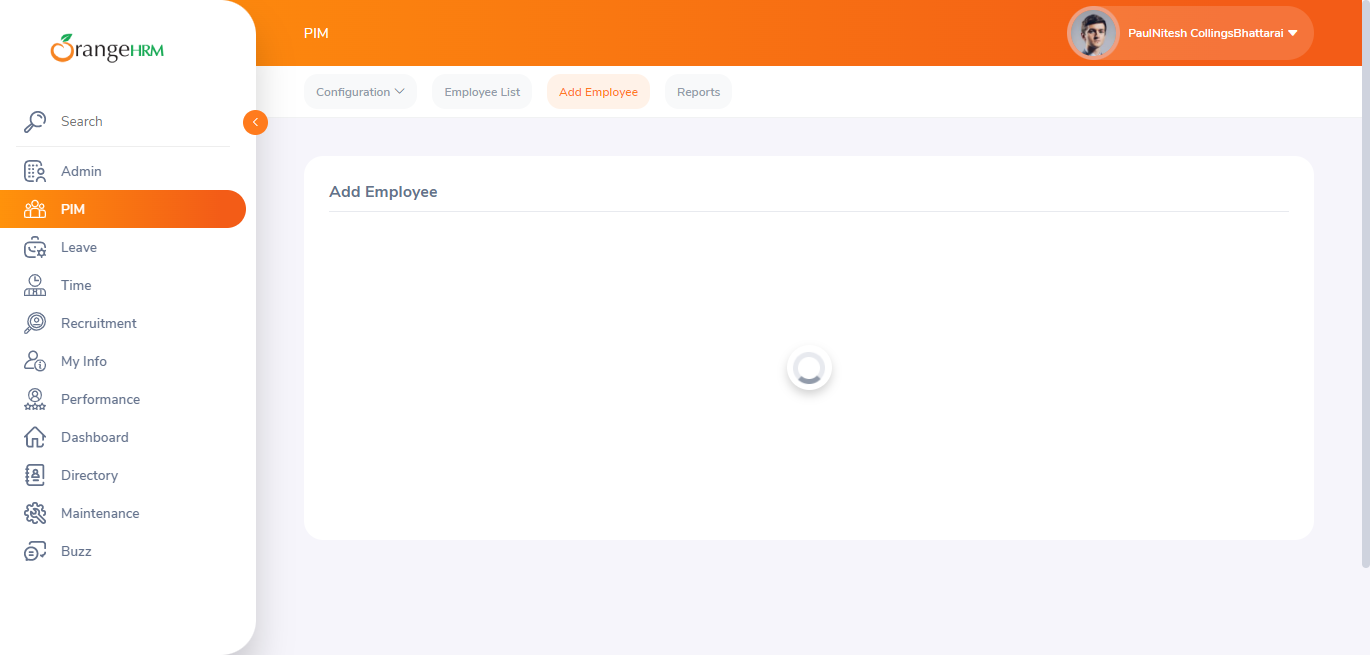 OrangeHRM
PIM
PaulNitesh CollingsBhattarai
Configuration
Employee List
Add Employee
Reports
Search
Admin
PIM
Leave
Time
Recruitment
My Info
Performance
Dashboard
Directory
Maintenance
Buzz
Add Employee